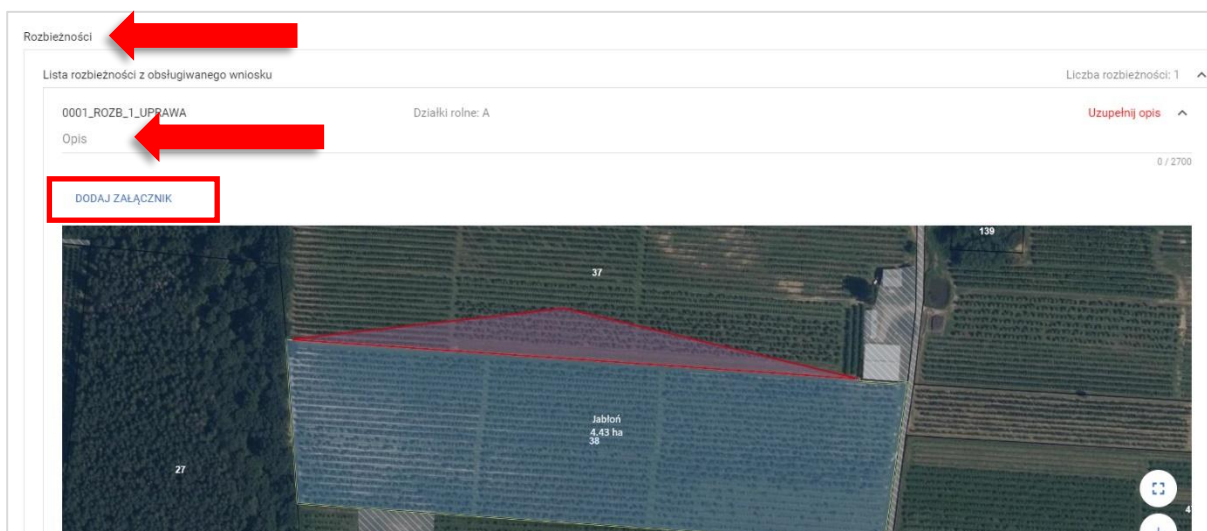 Rozbieżności
Lista rozbieżności z obsługiwanego wniosku Liczba rozbieżności: 1
0001_ROZB_1_UPRAWA Działki rolne: A Uzupełnij opis
Opis
0 / 2700
DODAJ ZAŁĄCZNIK
139
37
Jabłoń
4.43 ha
38
27